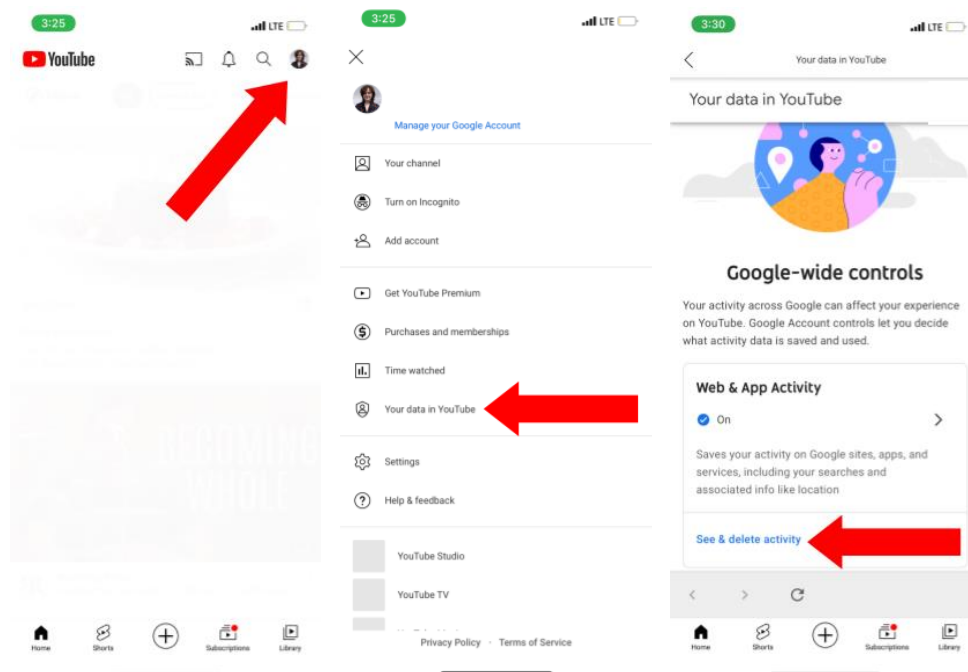 3:25
LTE
YouTube
BECOMING
WHOLE
Home
Shorts
Subscriptions
Library
3:25
LTE
Manage your Google Account
Your channel
Turn on Incognito
Add account
Get YouTube Premium
Purchases and memberships
Time watched
Your data in YouTube
Settings
Help & feedback
YouTube Studio
YouTube TV
Privacy Policy · Terms of Service
3:30
LTE
Your data in YouTube
Your data in YouTube
Google-wide controls
Your activity across Google can affect your experience
on YouTube. Google Account controls let you decide
what activity data is saved and used.
Web & App Activity
On
Saves your activity on Google sites, apps, and
services, including your searches and
associated info like location
See & delete activity
Home
Shorts
Subscriptions
Library